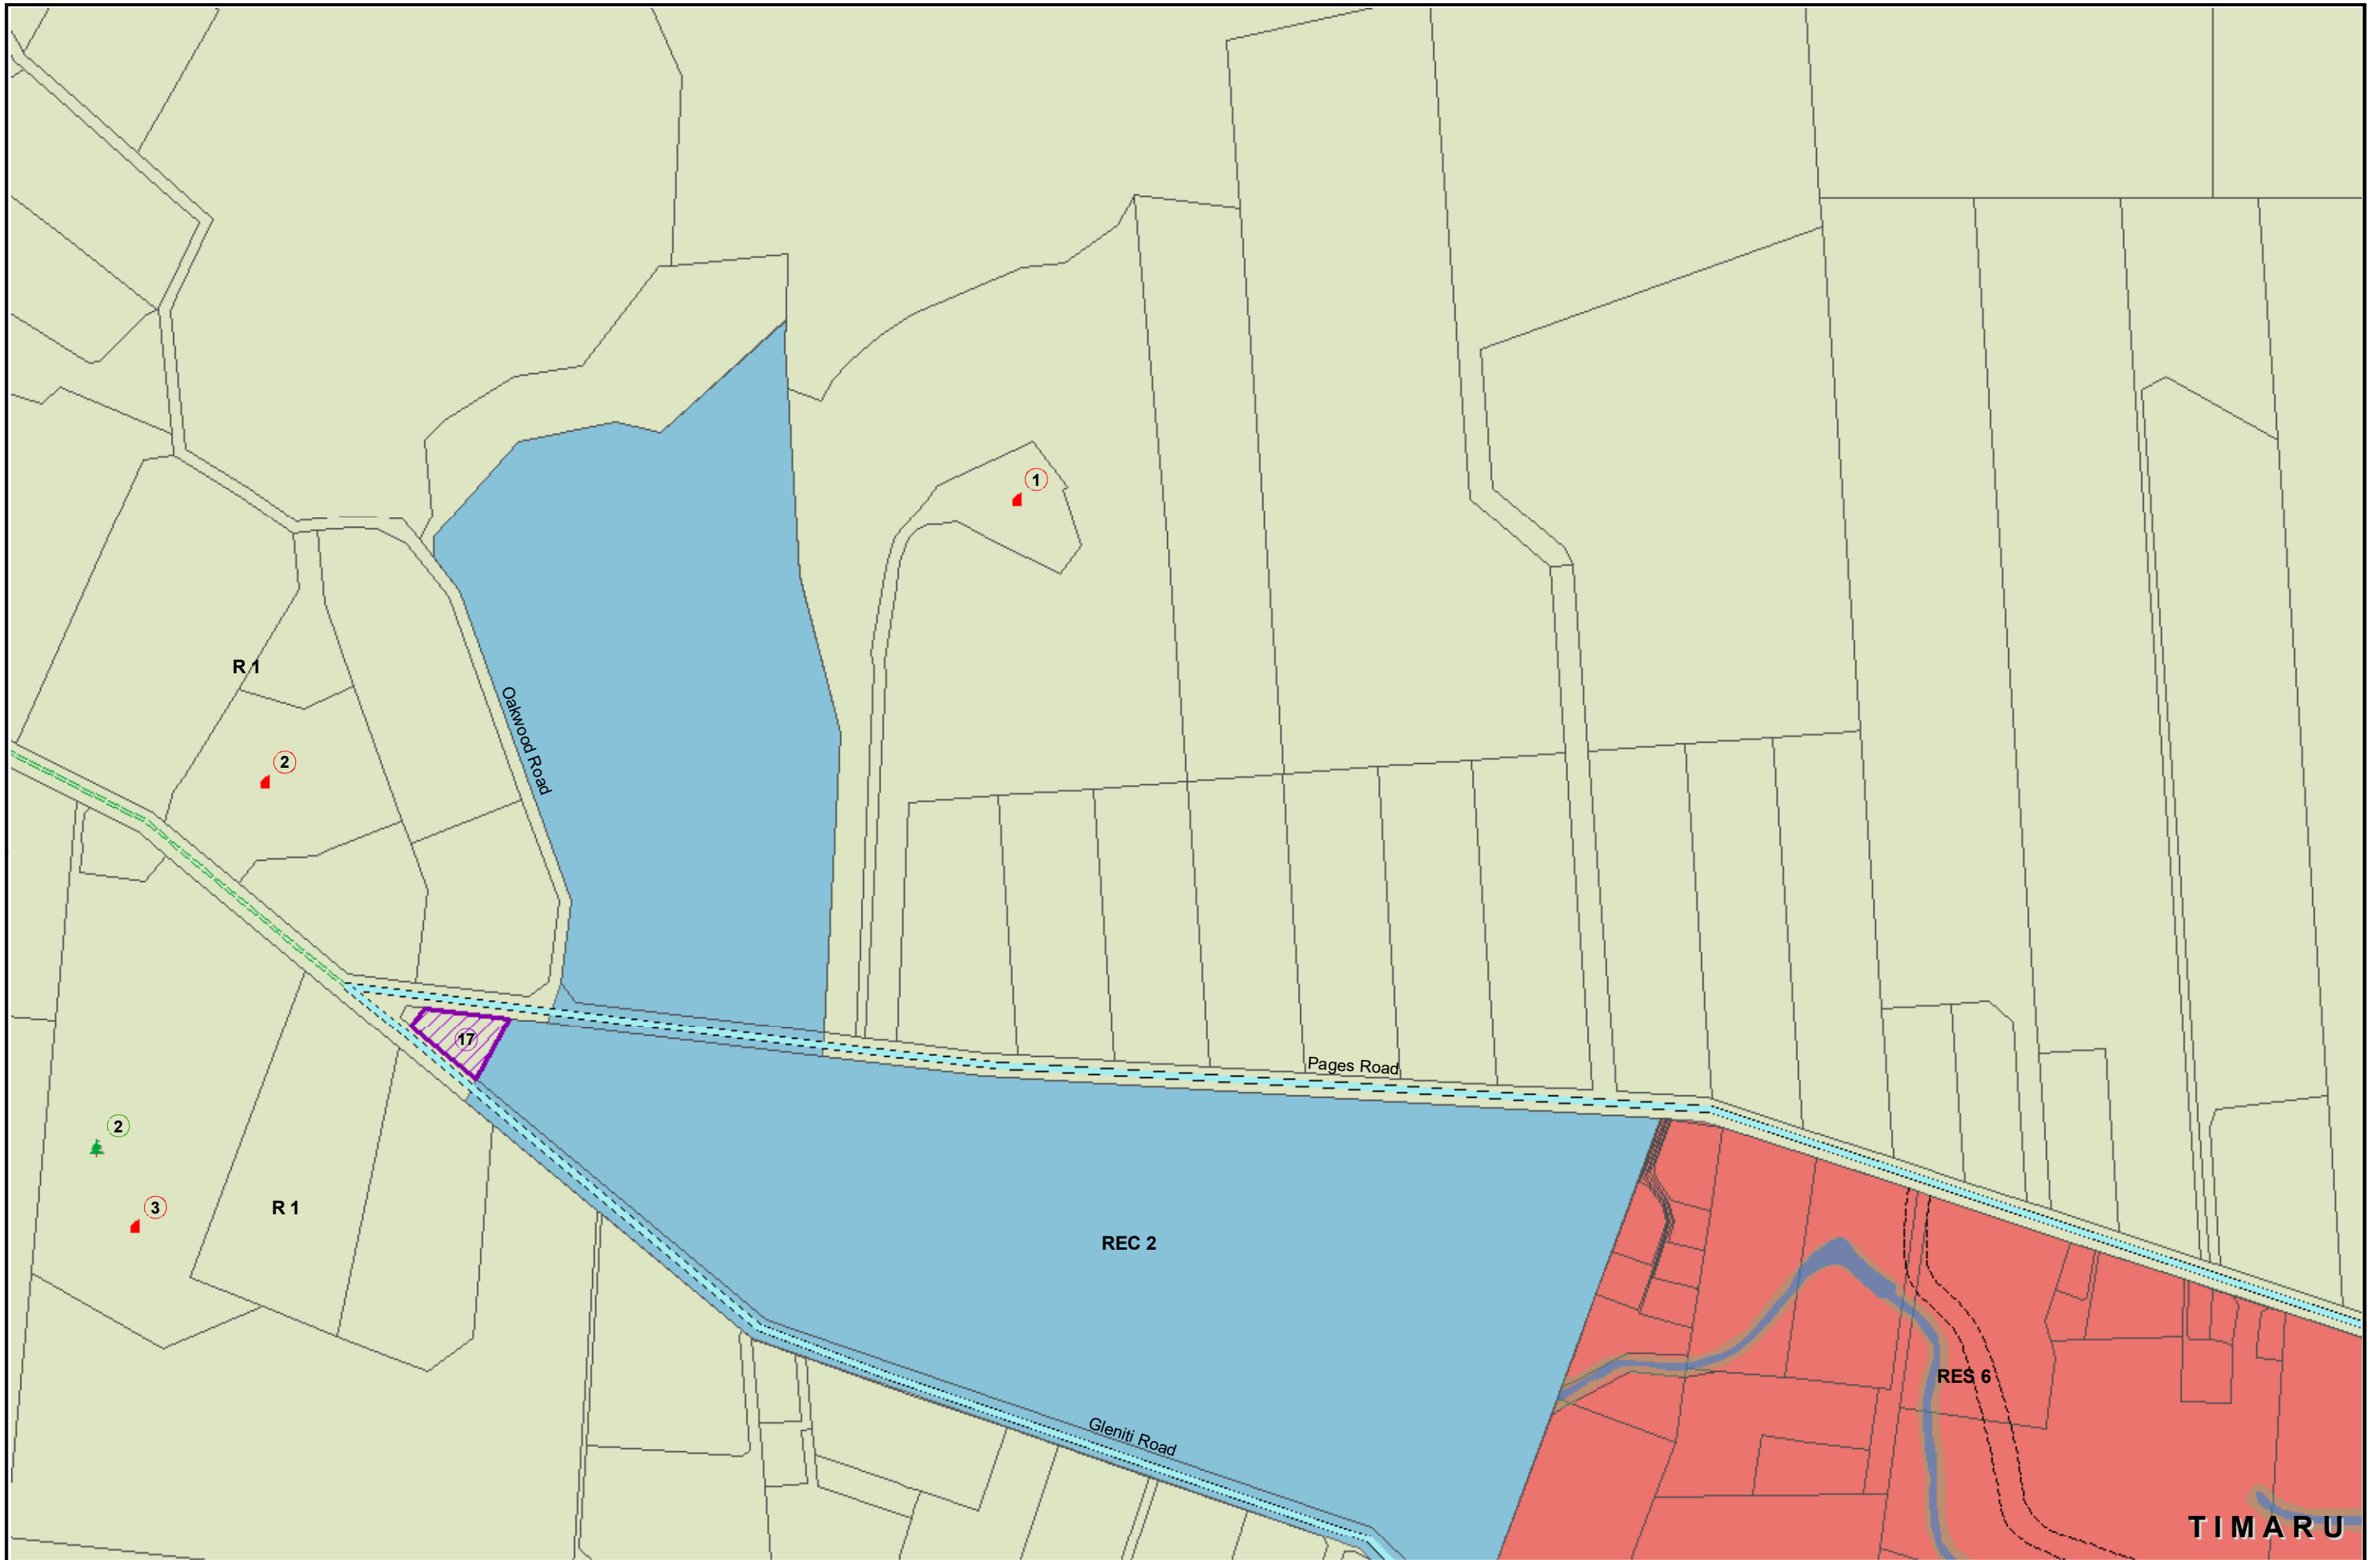 1
R 1
Oakwood Road
2
17
Pages Road
2
3
R 1
REC 2
RES 6
Gleniti Road
TIMARU